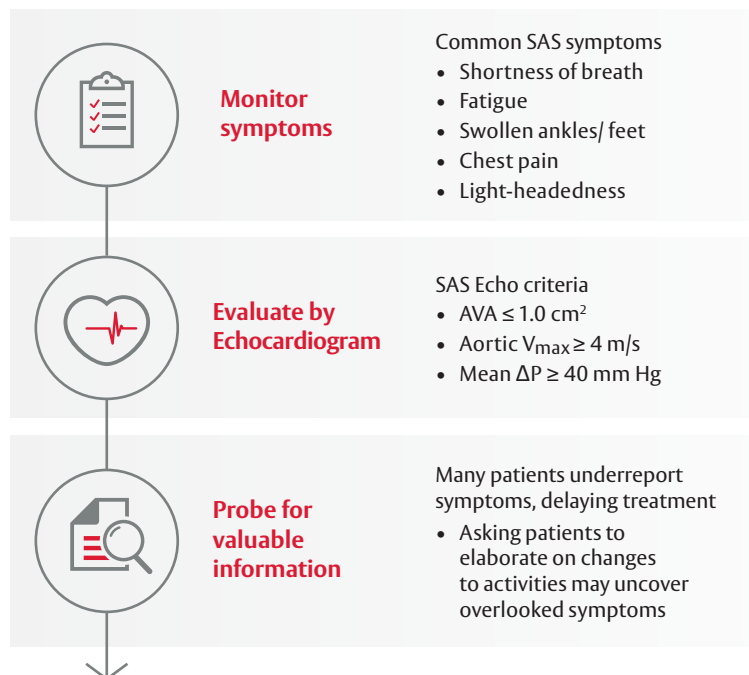 Monitor
symptoms
Common SAS symptoms
• Shortness of breath
• Fatigue
• Swollen ankles/ feet
• Chest pain
• Light-headedness
Evaluate by
Echocardiogram
SAS Echo criteria
• AVA ≤ 1.0 cm²
• Aortic Vmax ≥ 4 m/s
• Mean ΔP ≥ 40 mm Hg
Probe for
valuable
information
Many patients underreport
symptoms, delaying treatment
• Asking patients to
elaborate on changes
to activities may uncover
overlooked symptoms